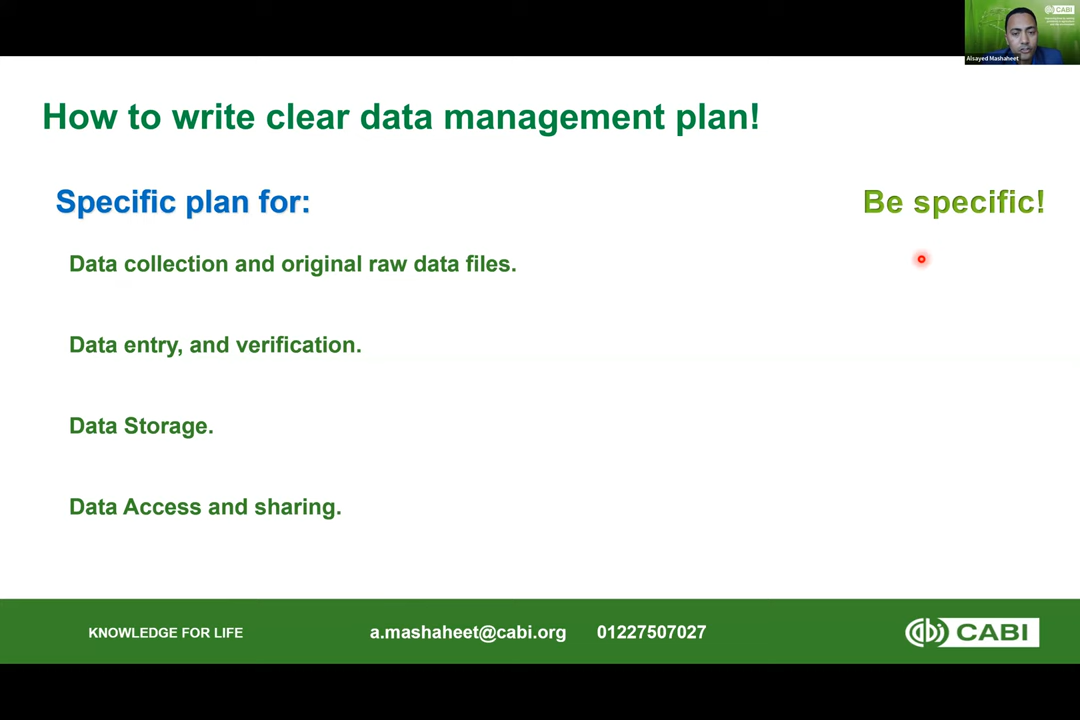 CABI
Alsayed Mashaheet
How to write clear data management plan!
Specific plan for:
Be specific!
Data collection and original raw data files.
Data entry, and verification.
Data Storage.
Data Access and sharing.
KNOWLEDGE FOR LIFE
a.mashaheet@cabi.org
01227507027
CABI